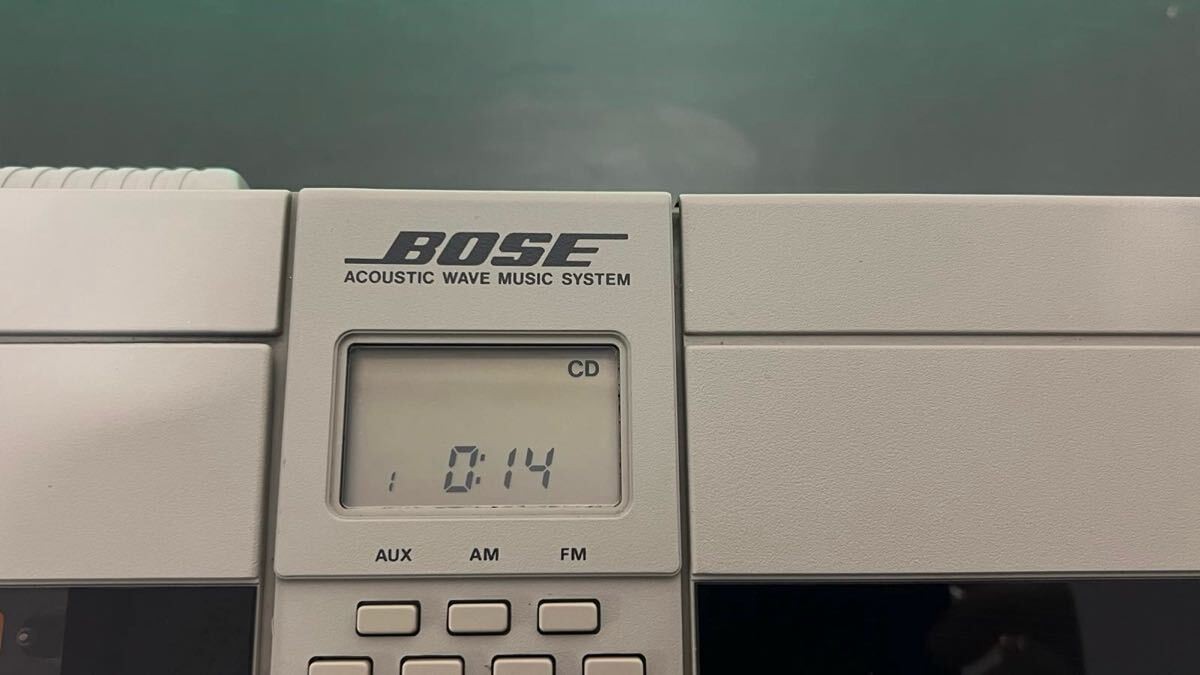 BOSE
ACOUSTIC WAVE MUSIC SYSTEM
CD
1 0:14
AUX AM FM